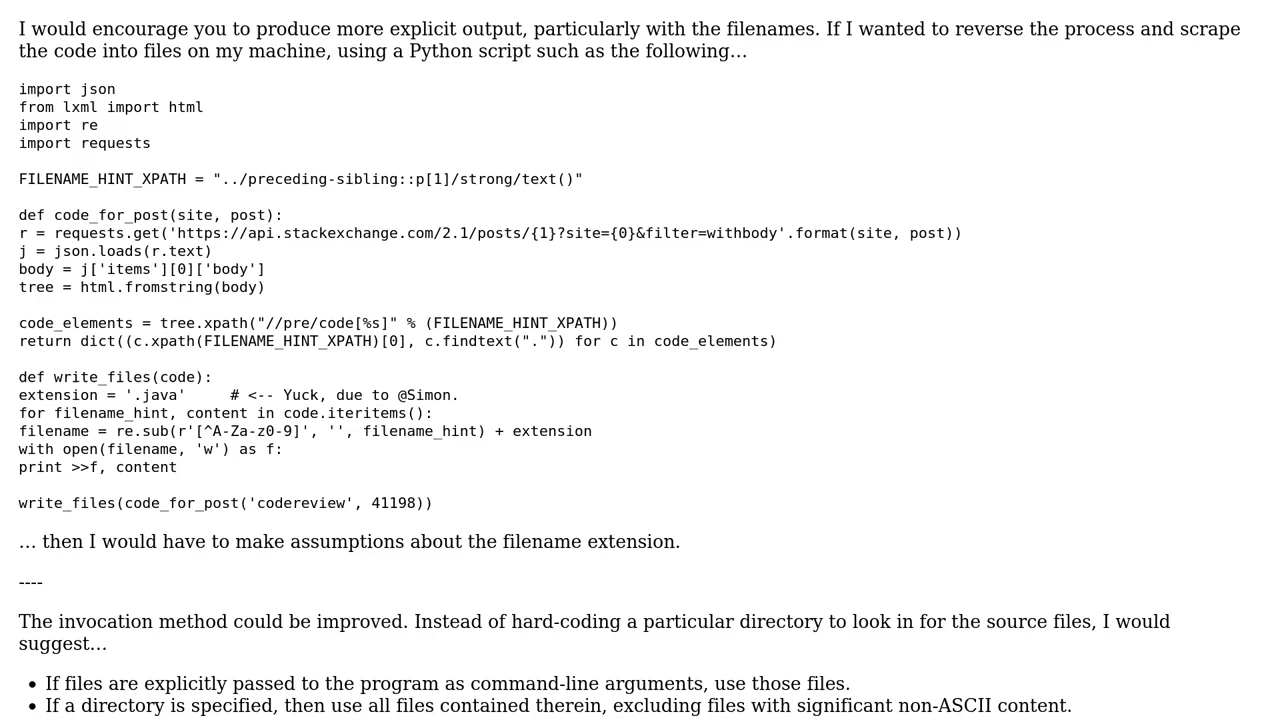 I would encourage you to produce more explicit output, particularly with the filenames. If I wanted to reverse the process and scrape
the code into files on my machine, using a Python script such as the following…
import json
from lxml import html
import re
import requests
FILENAME_HINT_XPATH = "../preceding-sibling::p[1]/strong/text()"
def code_for_post(site, post):
r = requests.get('https://api.stackexchange.com/2.1/posts/{1}?site={0}&filter=withbody'.format(site, post))
j = json.loads(r.text)
body = j['items'][0]['body']
tree = html.fromstring(body)
code_elements = tree.xpath("//pre/code[%s]" % (FILENAME_HINT_XPATH))
return dict((c.xpath(FILENAME_HINT_XPATH)[0], c.findtext(".")) for c in code_elements)
def write_files(code):
extension = '.java'     # <-- Yuck, due to @Simon.
for filename_hint, content in code.iteritems():
filename = re.sub(r'[^A-Za-z0-9]', '', filename_hint) + extension
with open(filename, 'w') as f:
print >>f, content
write_files(code_for_post('codereview', 41198))
… then I would have to make assumptions about the filename extension.
----
The invocation method could be improved. Instead of hard-coding a particular directory to look in for the source files, I would
suggest…
• If files are explicitly passed to the program as command-line arguments, use those files.
• If a directory is specified, then use all files contained therein, excluding files with significant non-ASCII content.